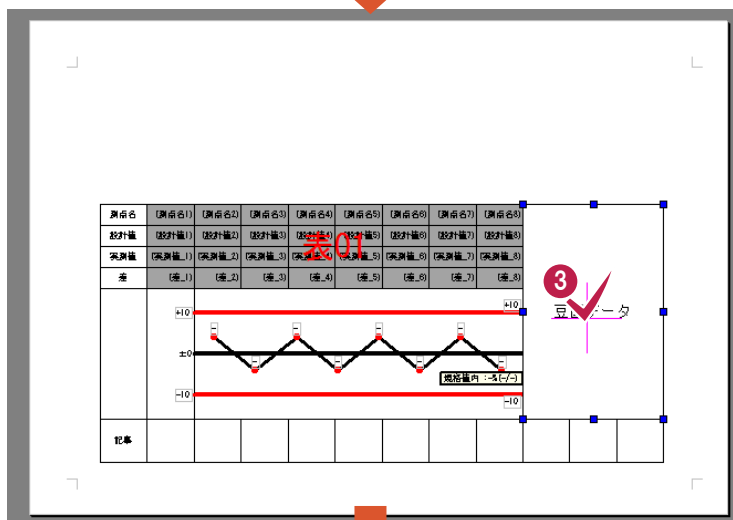 測点名 (測点名1) (測点名2) (測点名3) (測点名4) (測点名5) (測点名6) (測点名7) (測点名8)
設計値 (設計値1) (設計値2) (設計値3) (設計値4) (設計値5) (設計値6) (設計値7) (設計値8)
実測値 (実測値_1) (実測値_2) (実測値_3) (実測値_4) (実測値_5) (実測値_6) (実測値_7) (実測値_8)
差 (差_1) (差_2) (差_3) (差_4) (差_5) (差_6) (差_7) (差_8)
表01
3
+10 +10
±0
規格値内 :-%(-/-)
-10 -10
記事